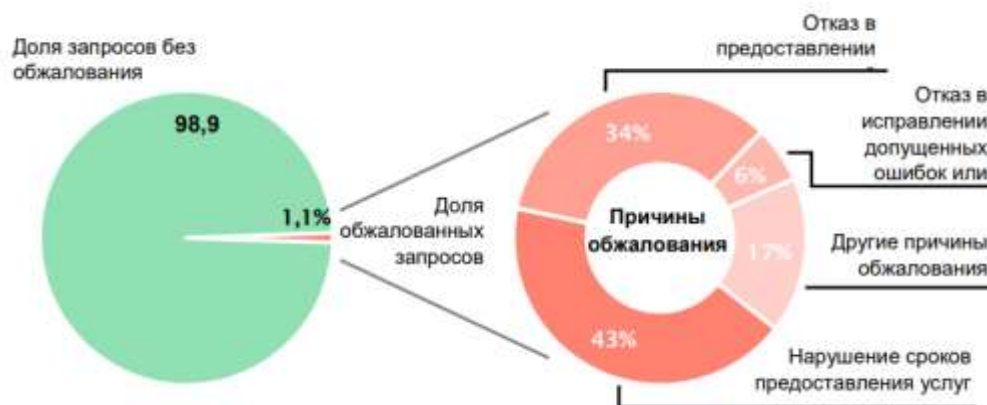 Доля запросов без
обжалования
98,9
1,1%
Доля
обжалованных
запросов
Отказ в
предоставлении
34%
Отказ в
исправлении
допущенных
ошибок или
6%
Причины
обжалования
17%
Другие причины
обжалования
43%
Нарушение сроков
предоставления услуг